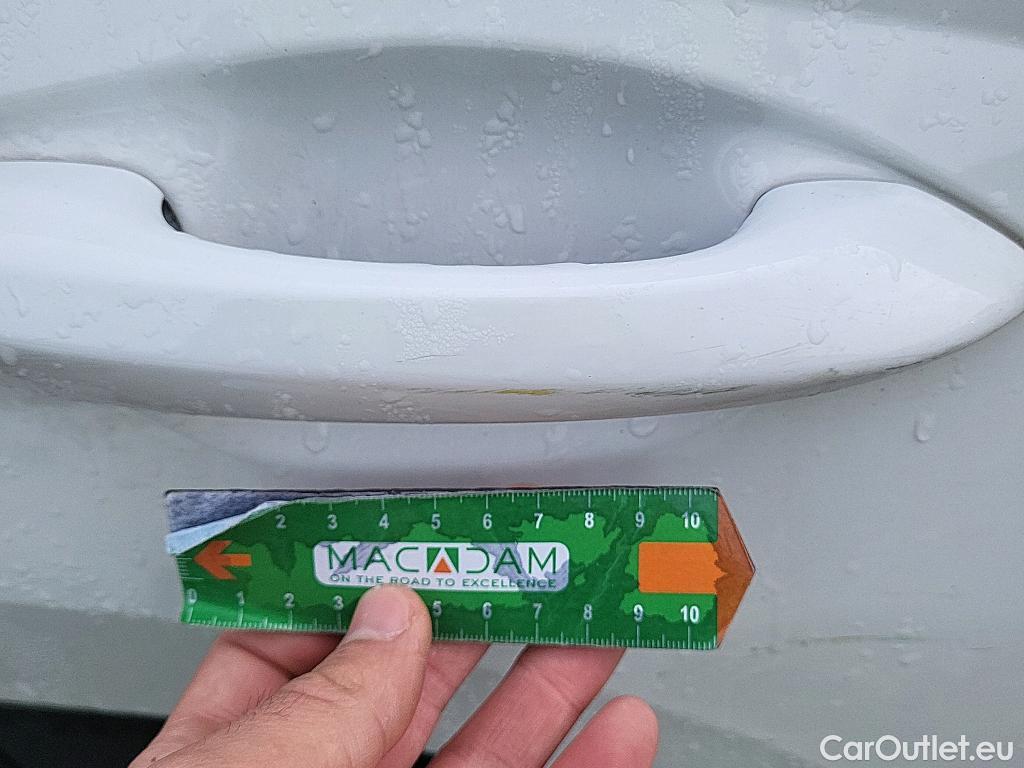 2 3 4 5 6 7 8 9 10
MACADAM
ON THE ROAD TO EXCELLENCE
0 1 2 3 5 6 7 8 9 10
CarOutlet.eu